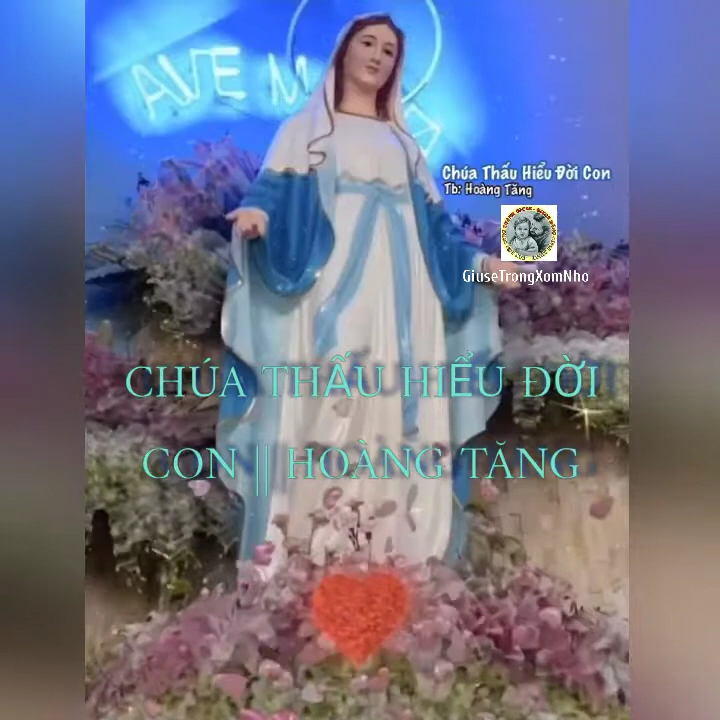 AVE M
Chúa Thấu Hiểu Đời Con
Tb: Hoàng Tăng
GiuseTrongXomNho
CHÚA THẤU HIỂU ĐỜI
CON || HOÀNG TĂNG